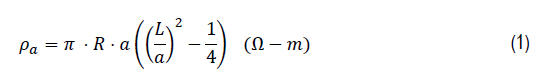 ρₐ = π · R · a((L/a)² − 1/4) (Ω − m) (1)